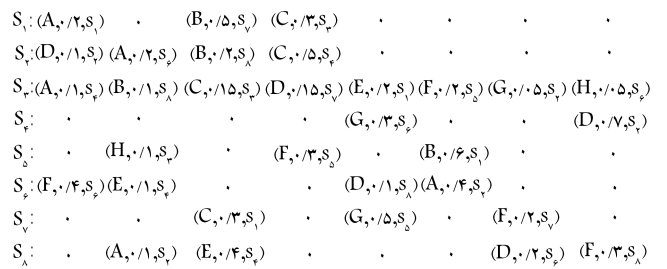 S۱: (A,۰/۲,s۱) . (B,۰/۵,s۷) (C,۰/۳,s۳) . . . .
S۲: (D,۰/۱,s۲) (A,۰/۲,s۶) (B,۰/۲,s۸) (C,۰/۵,s۴) . . . .
S۳: (A,۰/۱,s۴) (B,۰/۱,s۸) (C,۰/۱۵,s۳) (D,۰/۱۵,s۷) (E,۰/۲,s۱) (F,۰/۲,s۵) (G,۰/۰۵,s۲) (H,۰/۰۵,s۶)
S۴: . . . . (G,۰/۳,s۶) . . (D,۰/۷,s۲)
S۵: . (H,۰/۱,s۳) . (F,۰/۳,s۵) . (B,۰/۶,s۱) . .
S۶: (F,۰/۴,s۶) (E,۰/۱,s۴) . . (D,۰/۱,s۸) (A,۰/۴,s۲) . .
S۷: . . (C,۰/۳,s۱) . (G,۰/۵,s۵) . (F,۰/۲,s۷) .
S۸: . (A,۰/۱,s۲) (E,۰/۴,s۴) . . . (D,۰/۲,s۶) (F,۰/۳,s۸)